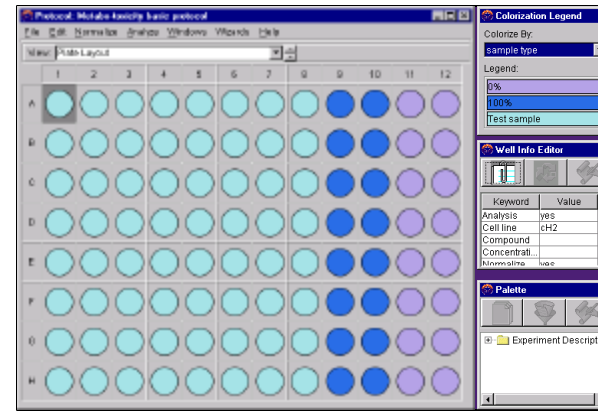 Protocol: Metabo-toxicity basic protocol
File Edit Normalize Analyze Windows Wizards Help
View: Plate Layout
1 2 3 4 5 6 7 8 9 10 11 12
A
B
C
D
E
F
G
H
Colorization Legend
Colorize By:
sample type
Legend:
0%
100%
Test sample
Well Info Editor
Keyword Value
Analysis yes
Cell line cH2
Compound
Concentrati...
Normalize yes
Palette
Experiment Descript